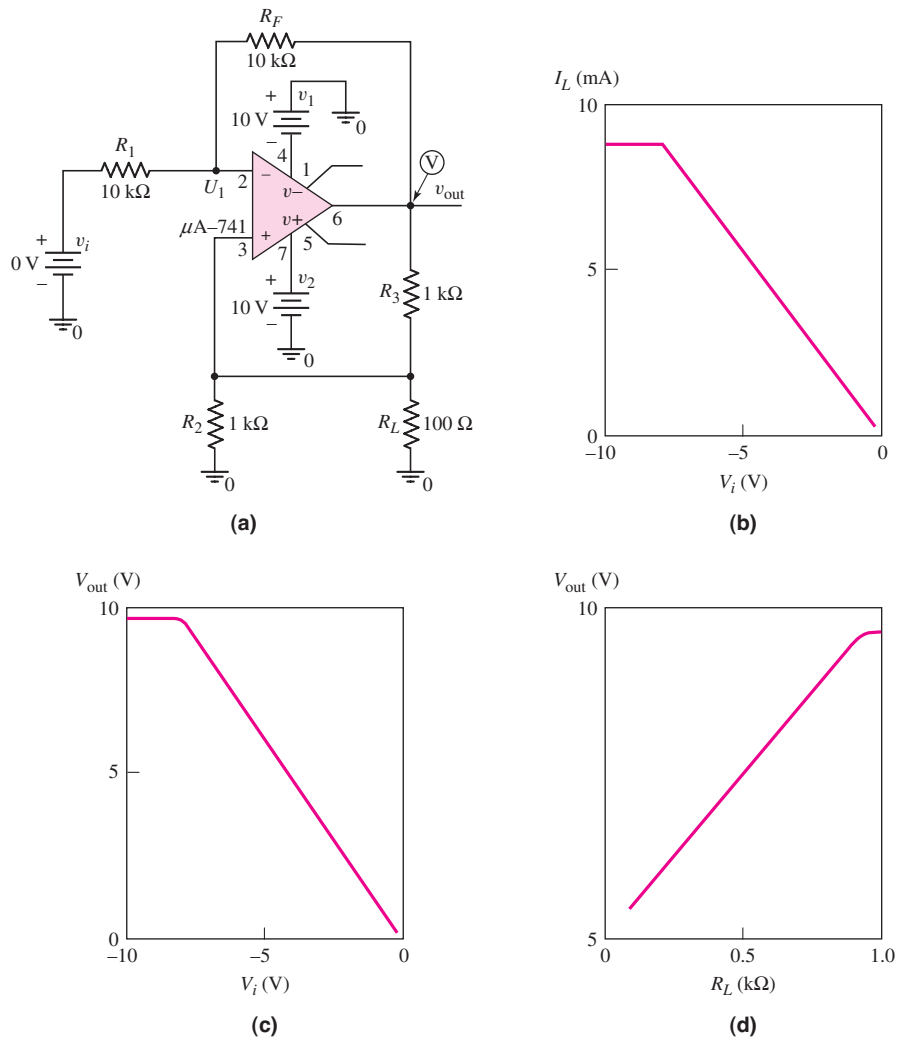 R_F
10 kΩ
+
v_1
10 V
−
0
R_1
10 kΩ
U_1
4
1
2
−
v−
μA–741
v+
6
+
3
5
7
V
v_out
+
v_i
0 V
−
0
+
v_2
10 V
−
0
R_3
1 kΩ
R_2
1 kΩ
R_L
100 Ω
0
0
(a)
I_L (mA)
10
5
0
−10
−5
0
V_i (V)
(b)
V_out (V)
10
5
0
−10
−5
0
V_i (V)
(c)
V_out (V)
10
5
0
0.5
1.0
R_L (kΩ)
(d)